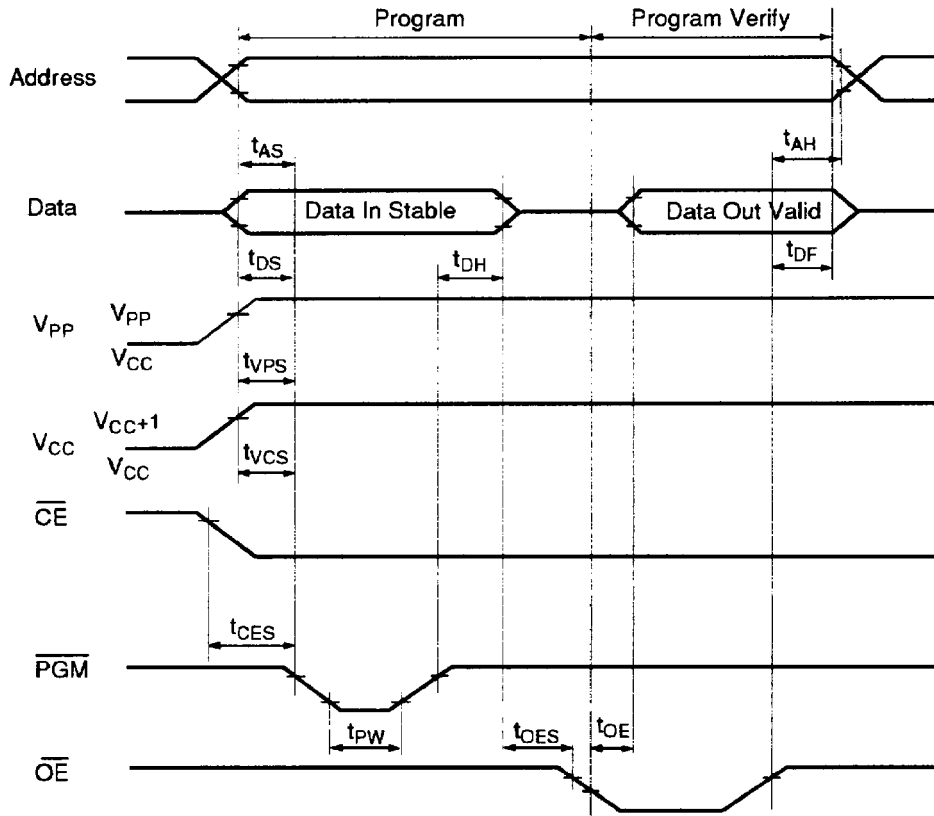 Program Program Verify
Address
tAS tAH
Data Data In Stable Data Out Valid
tDS tDH tDF
VPP VPP
VCC
tVPS
VCC VCC+1
VCC
tVCS
CE
tCES
PGM
tPW
tOES tOE
OE